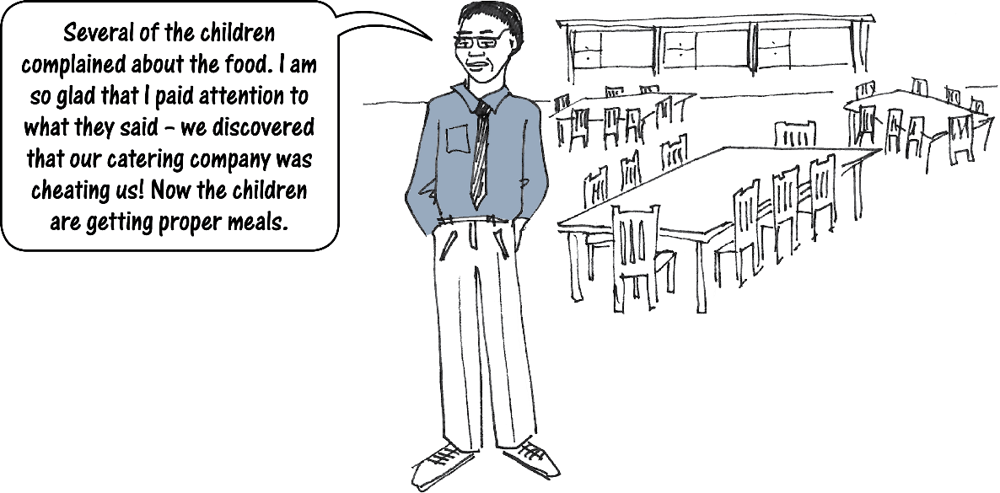 Several of the children
complained about the food. I am
so glad that I paid attention to
what they said – we discovered
that our catering company was
cheating us! Now the children
are getting proper meals.